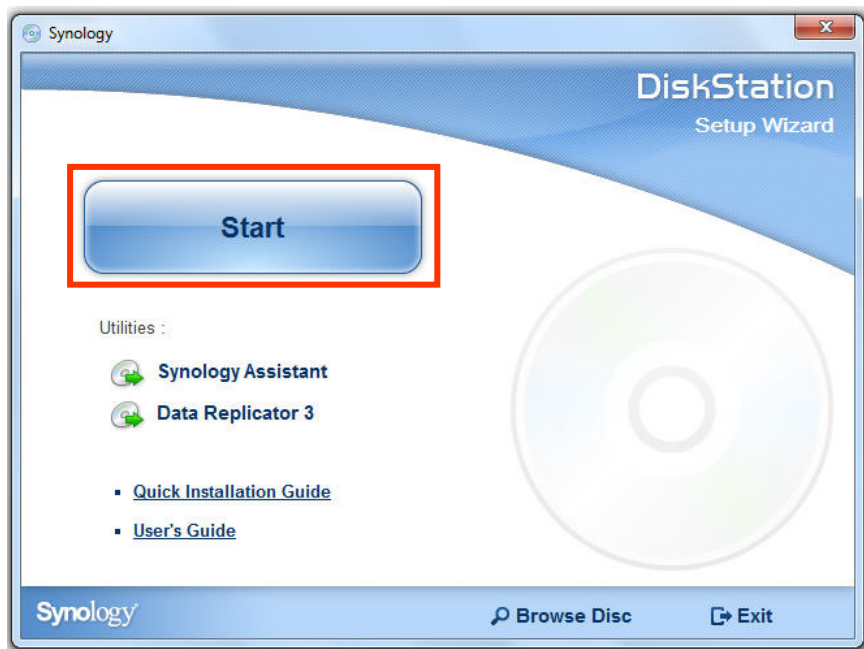 Synology
DiskStation
Setup Wizard
Start
Utilities :
Synology Assistant
Data Replicator 3
Quick Installation Guide
User's Guide
Synology
Browse Disc
Exit